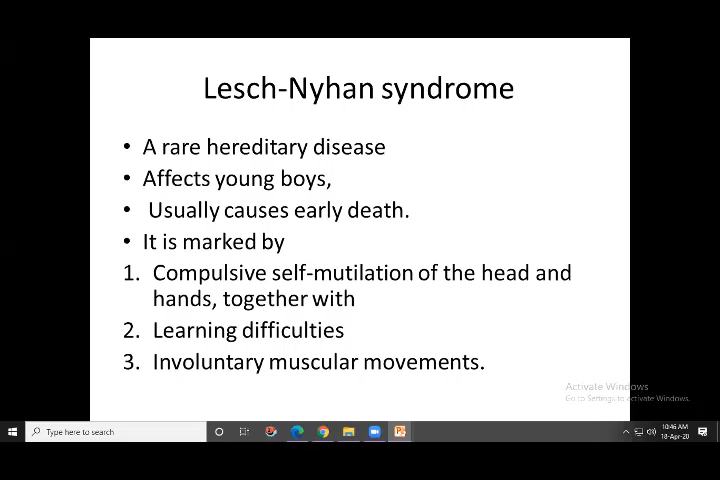 Lesch-Nyhan syndrome
• A rare hereditary disease
• Affects young boys,
• Usually causes early death.
• It is marked by
1. Compulsive self-mutilation of the head and
hands, together with
2. Learning difficulties
3. Involuntary muscular movements.
Activate Windows
Go to Settings to activate Windows.
Type here to search
10:46 AM
18-Apr-20